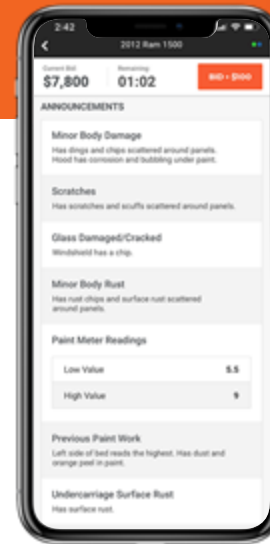 2:42
2012 Ram 1500
Current Bid
Remaining
$7,800
01:02
BID + $100
ANNOUNCEMENTS
Minor Body Damage
Has dings and chips scattered around panels.
Hood has corrosion and bubbling under paint.
Scratches
Has scratches and scuffs scattered around panels.
Glass Damaged/Cracked
Windshield has a chip.
Minor Body Rust
Has rust chips and surface rust scattered
around panels.
Paint Meter Readings
Low Value 5.5
High Value 9
Previous Paint Work
Left side of bed reads the highest. Has dust and
orange peel in paint.
Undercarriage Surface Rust
Has surface rust.